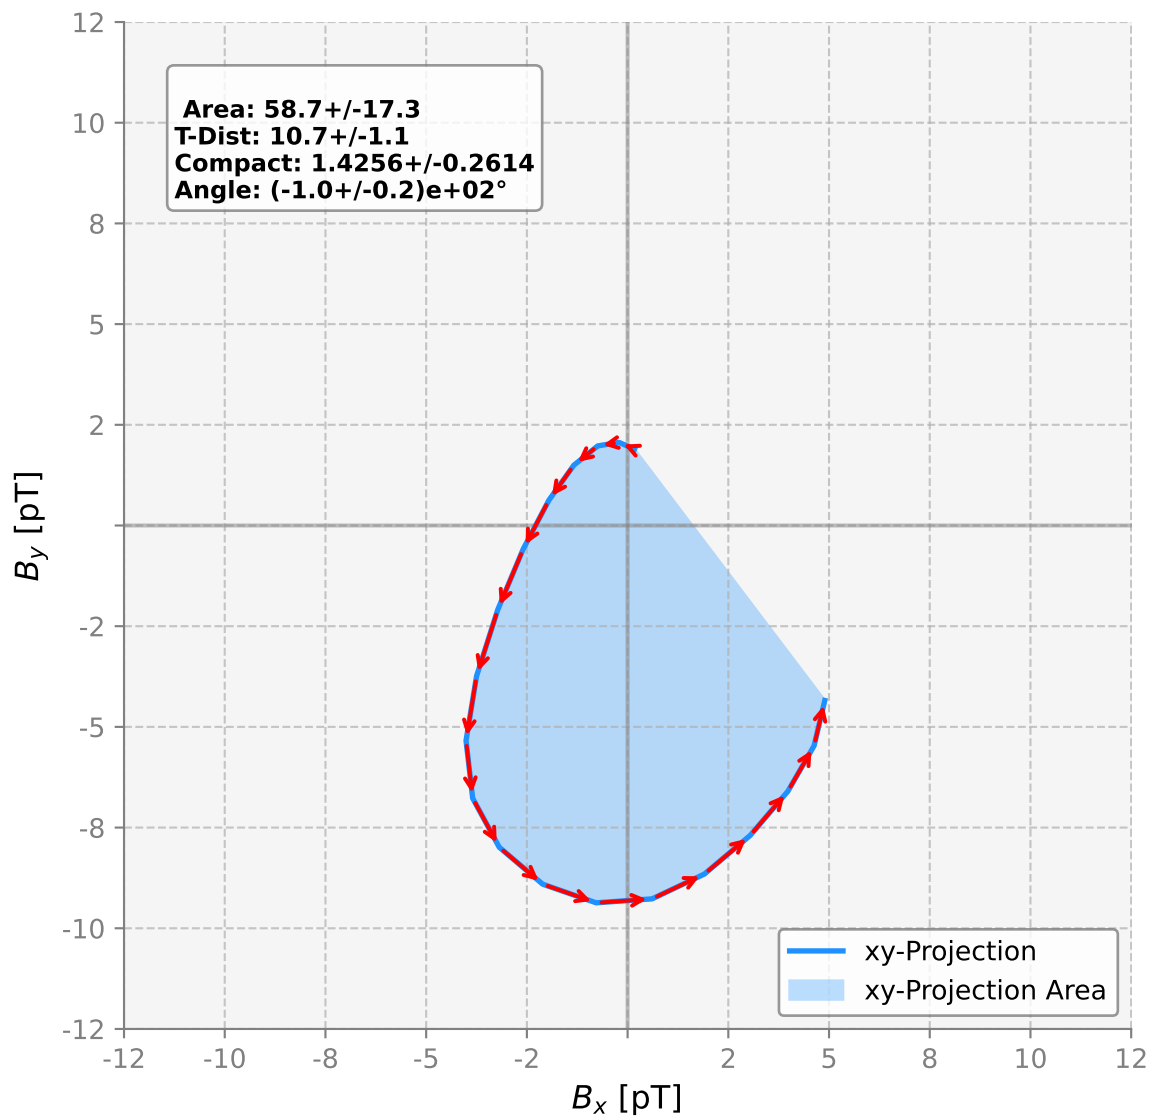 12
10
8
5
2
-2
-5
-8
-10
-12
Area: 58.7+/-17.3
T-Dist: 10.7+/-1.1
Compact: 1.4256+/-0.2614
Angle: (-1.0+/-0.2)e+02°
B_y [pT]
xy-Projection
xy-Projection Area
-12 -10 -8 -5 -2 2 5 8 10 12
B_x [pT]